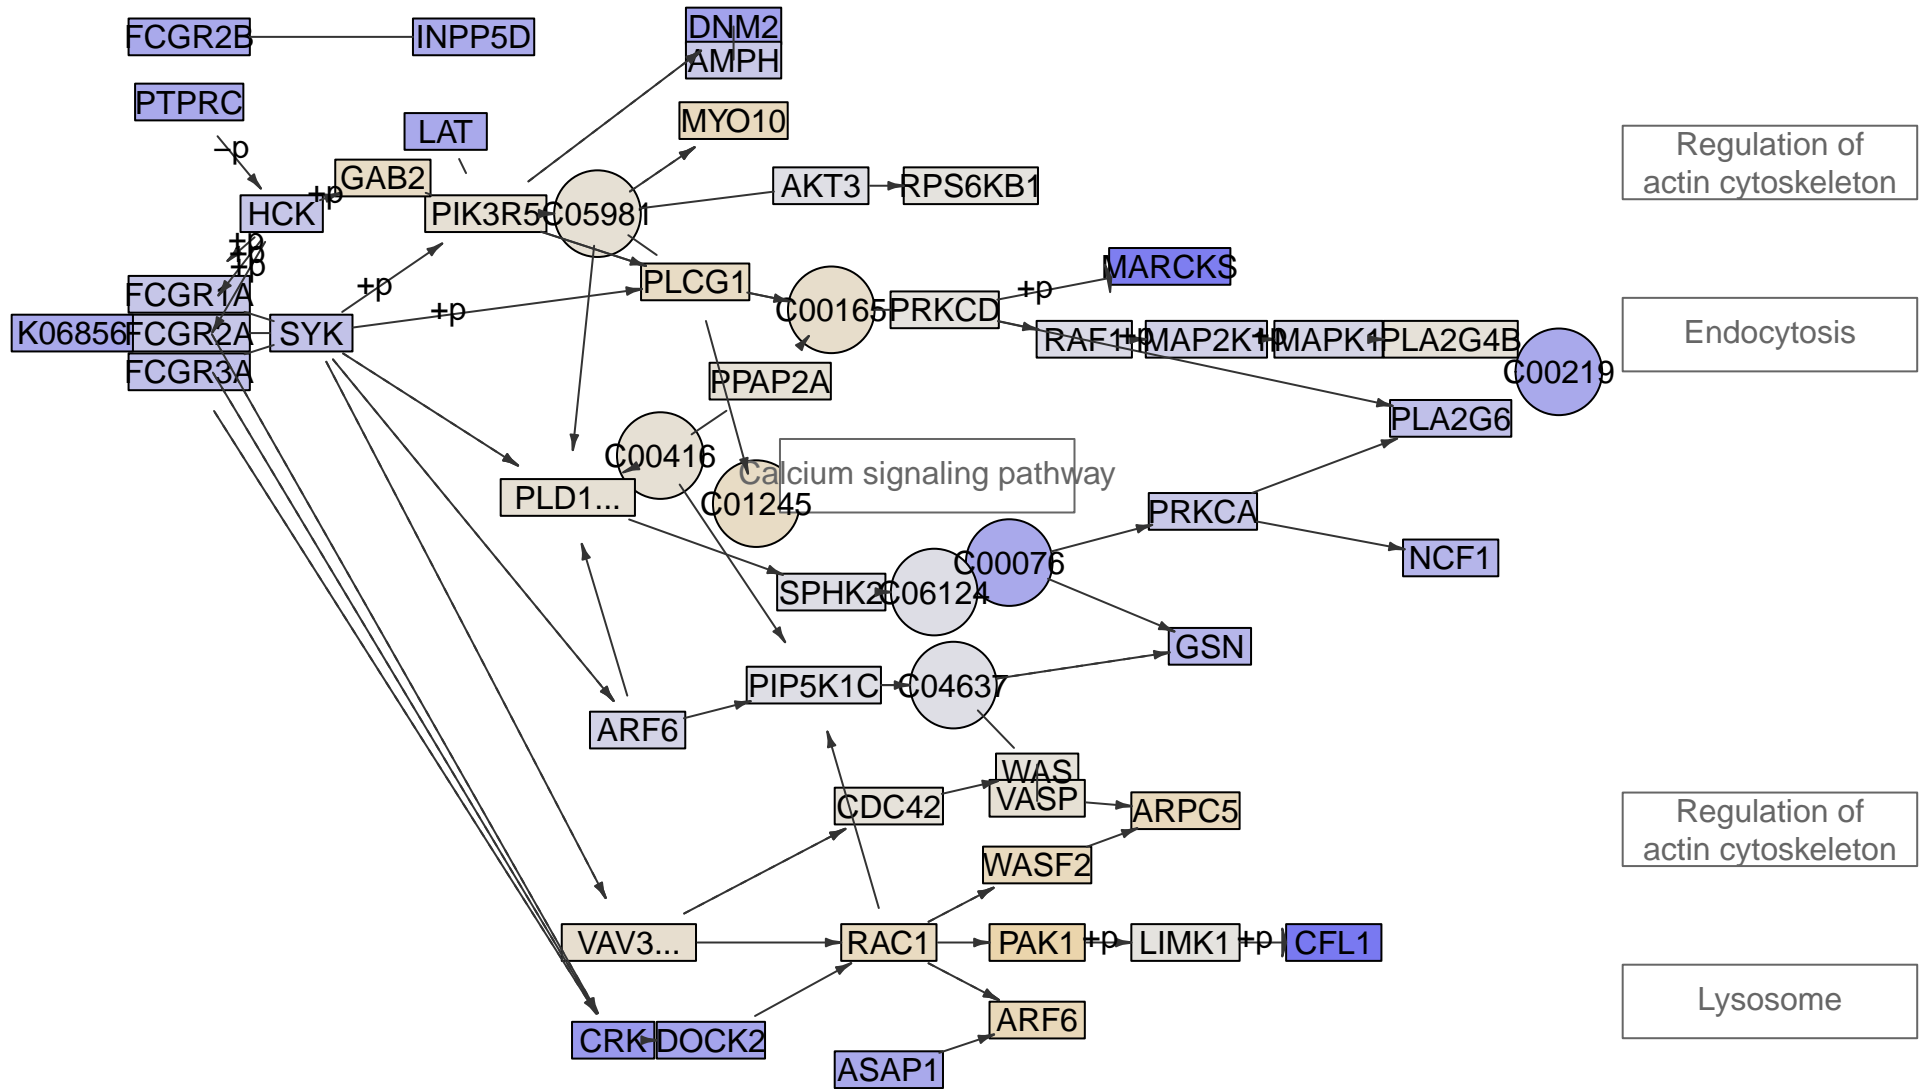 FCGR2B
INPP5D
DNM2
AMPH
PTPRC
LAT
MYO10
Regulation of
actin cytoskeleton
−p
GAB2
+p
HCK
PIK3R5
C05981
AKT3
RPS6KB1
+p
+p
+p
FCGR1A
+p
PLCG1
C00165
PRKCD
+p
MARCKS
K06856
FCGR2A
SYK
+p
RAF1
+p
MAP2K1
+p
MAPK1
PLA2G4B
C00219
Endocytosis
FCGR3A
PPAP2A
PLA2G6
C00416
Calcium signaling pathway
PLD1...
C01245
PRKCA
NCF1
C00076
SPHK2
C06124
GSN
PIP5K1C
C04637
ARF6
WAS
VASP
CDC42
ARPC5
Regulation of
actin cytoskeleton
WASF2
VAV3...
RAC1
PAK1
+p
LIMK1
+p
CFL1
Lysosome
ARF6
CRK
DOCK2
ASAP1